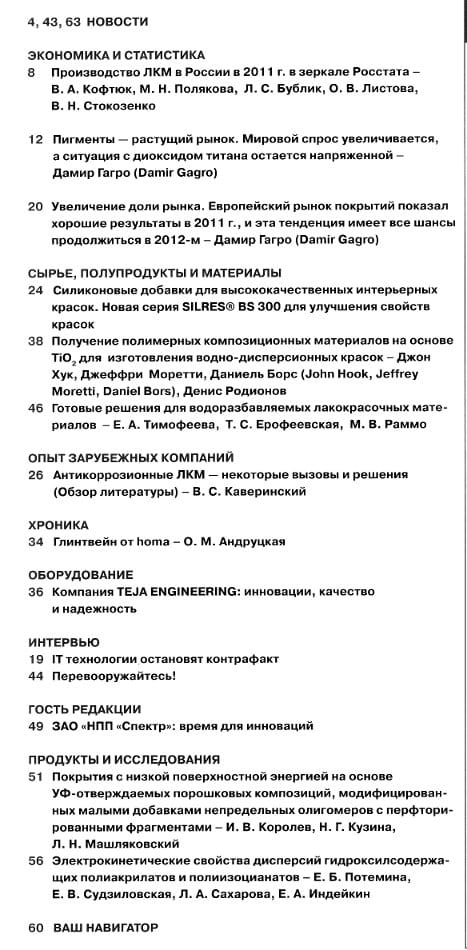 4, 43, 63 НОВОСТИ
ЭКОНОМИКА И СТАТИСТИКА
8 Производство ЛКМ в России в 2011 г. в зеркале Росстата –
В. А. Кофтюк, М. Н. Полякова, Л. С. Бублик, О. В. Листова,
В. Н. Стокозенко
12 Пигменты — растущий рынок. Мировой спрос увеличивается,
а ситуация с диоксидом титана остается напряженной –
Дамир Гагро (Damir Gagro)
20 Увеличение доли рынка. Европейский рынок покрытий показал
хорошие результаты в 2011 г., и эта тенденция имеет все шансы
продолжиться в 2012-м – Дамир Гагро (Damir Gagro)
СЫРЬЕ, ПОЛУПРОДУКТЫ И МАТЕРИАЛЫ
24 Силиконовые добавки для высококачественных интерьерных
красок. Новая серия SILRES® BS 300 для улучшения свойств
красок
38 Получение полимерных композиционных материалов на основе
TiO₂ для изготовления водно-дисперсионных красок – Джон
Хук, Джеффри Моретти, Даниель Борс (John Hook, Jeffrey
Moretti, Daniel Bors), Денис Родионов
46 Готовые решения для водоразбавляемых лакокрасочных мате-
риалов – Е. А. Тимофеева, Т. С. Ерофеевская, М. В. Раммо
ОПЫТ ЗАРУБЕЖНЫХ КОМПАНИЙ
26 Антикоррозионные ЛКМ — некоторые вызовы и решения
(Обзор литературы) – В. С. Каверинский
ХРОНИКА
34 Глинтвейн от homa – О. М. Андруцкая
ОБОРУДОВАНИЕ
36 Компания TEJA ENGINEERING: инновации, качество
и надежность
ИНТЕРВЬЮ
19 IT технологии остановят контрафакт
44 Перевооружайтесь!
ГОСТЬ РЕДАКЦИИ
49 ЗАО «НПП «Спектр»: время для инноваций
ПРОДУКТЫ И ИССЛЕДОВАНИЯ
51 Покрытия с низкой поверхностной энергией на основе
УФ-отверждаемых порошковых композиций, модифицирован-
ных малыми добавками непредельных олигомеров с перфтори-
рованными фрагментами – И. В. Королев, Н. Г. Кузина,
Л. Н. Машляковский
56 Электрокинетические свойства дисперсий гидроксилсодержа-
щих полиакрилатов и полиизоцианатов – Е. Б. Потемина,
Е. В. Судзиловская, Л. А. Сахарова, Е. А. Индейкин
60 ВАШ НАВИГАТОР